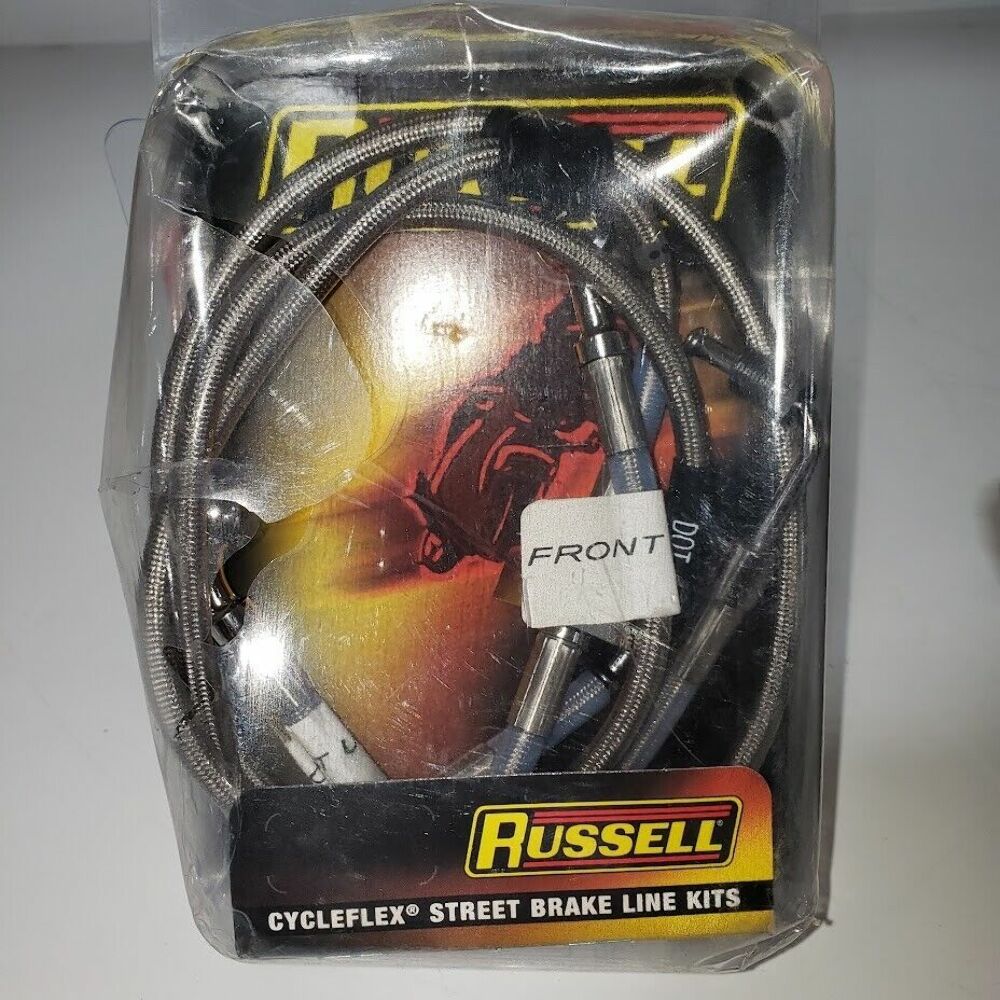 FRONT
DOT
RUSSELL®
CYCLEFLEX® STREET BRAKE LINE KITS